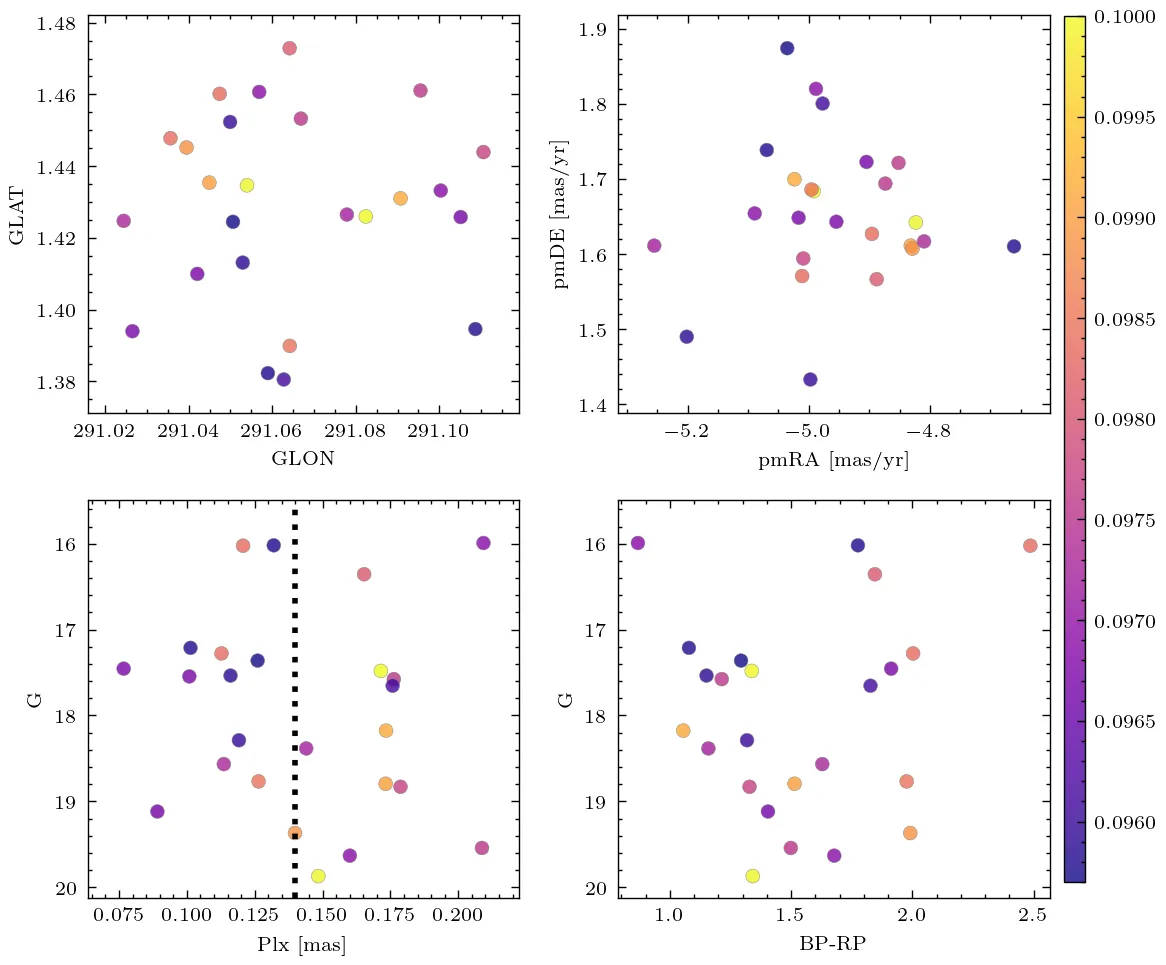 1.48
1.46
1.44
1.42
1.40
1.38
GLAT
291.02 291.04 291.06 291.08 291.10
GLON
1.9
1.8
1.7
1.6
1.5
1.4
pmDE [mas/yr]
−5.2 −5.0 −4.8
pmRA [mas/yr]
16
17
18
19
20
G
0.075 0.100 0.125 0.150 0.175 0.200
Plx [mas]
16
17
18
19
20
G
1.0 1.5 2.0 2.5
BP-RP
0.1000
0.0995
0.0990
0.0985
0.0980
0.0975
0.0970
0.0965
0.0960